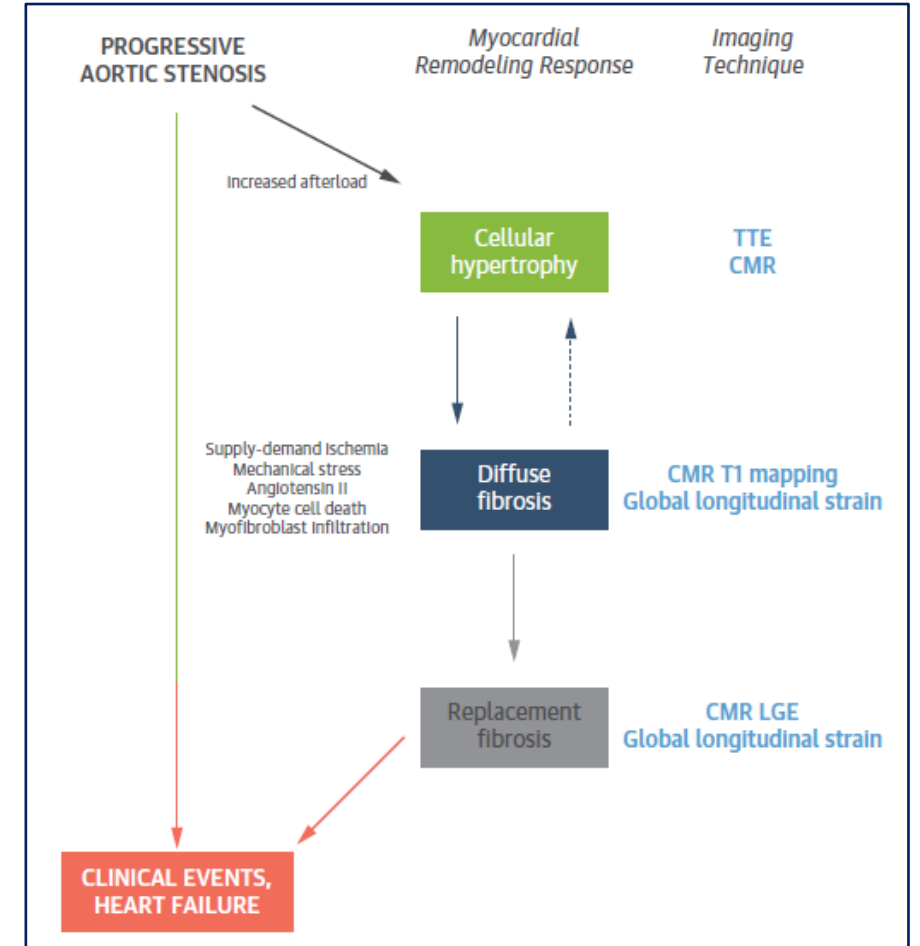 PROGRESSIVE
AORTIC STENOSIS
Myocardial
Remodeling Response
Imaging
Technique
Increased afterload
Cellular
hypertrophy
TTE
CMR
Supply-demand ischemia
Mechanical stress
Angiotensin II
Myocyte cell death
Myofibroblast infiltration
Diffuse
fibrosis
CMR T1 mapping
Global longitudinal strain
Replacement
fibrosis
CMR LGE
Global longitudinal strain
CLINICAL EVENTS,
HEART FAILURE